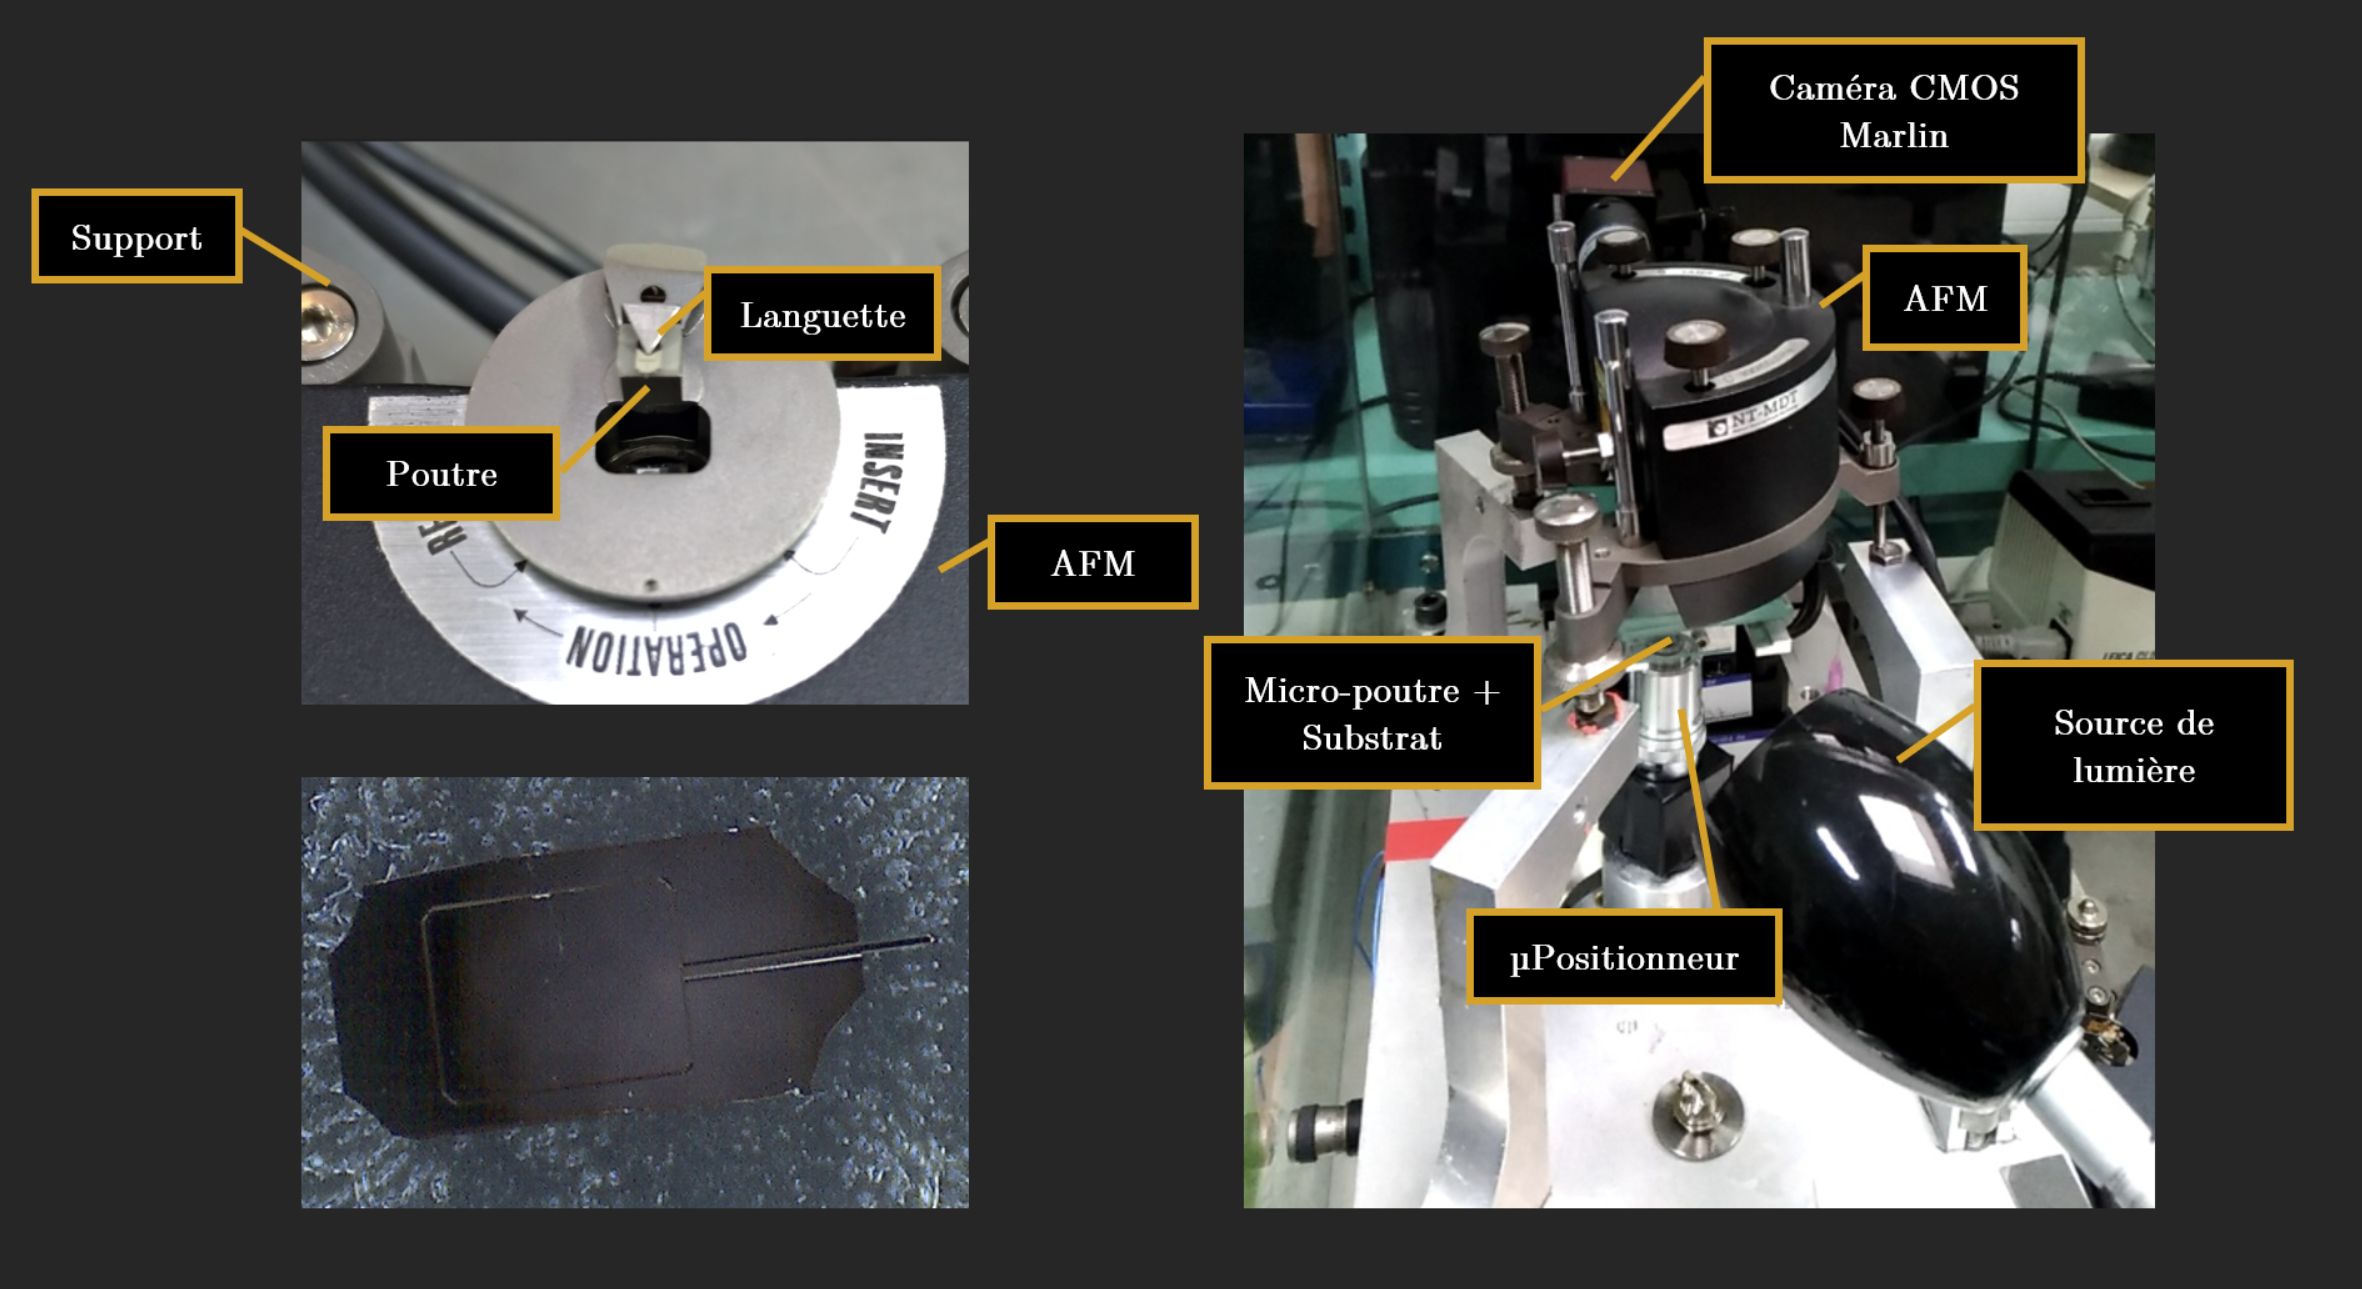 Caméra CMOS
Marlin
Support
Languette
AFM
Poutre
INSERT
NT-MDT
AFM
OPERATION
Micro-poutre +
Substrat
Source de
lumière
µPositionneur